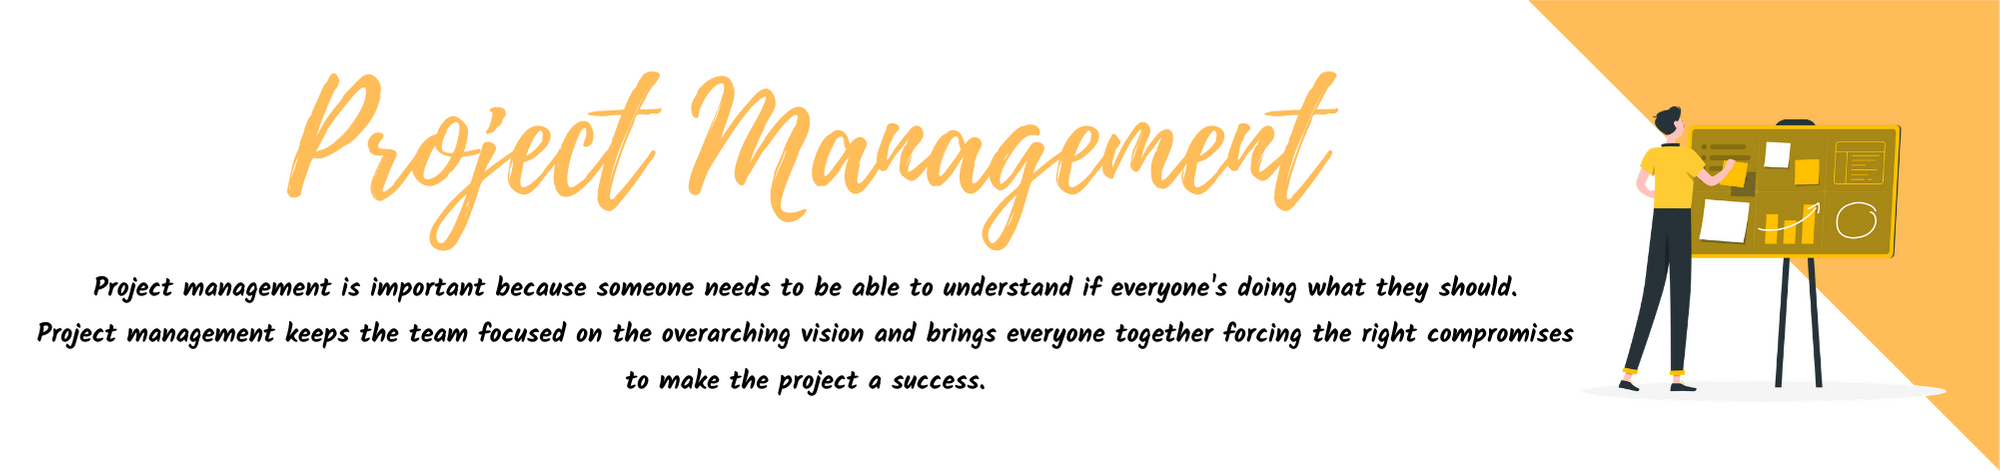 Project Management
Project management is important because someone needs to be able to understand if everyone's doing what they should.
Project management keeps the team focused on the overarching vision and brings everyone together forcing the right compromises
to make the project a success.